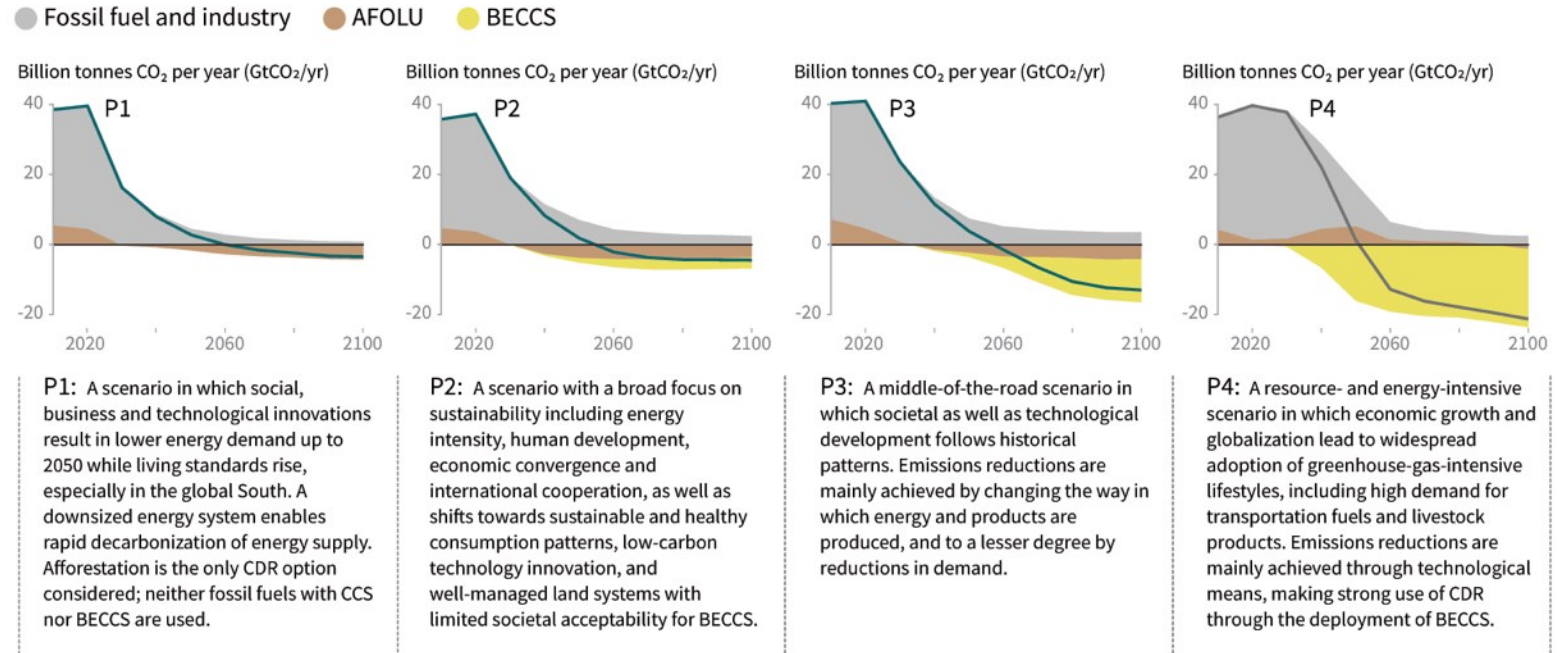 Fossil fuel and industry AFOLU BECCS
Billion tonnes CO₂ per year (GtCO₂/yr)
40
P1
20
0
-20
2020 2060 2100
Billion tonnes CO₂ per year (GtCO₂/yr)
40
P2
20
0
-20
2020 2060 2100
Billion tonnes CO₂ per year (GtCO₂/yr)
40
P3
20
0
-20
2020 2060 2100
Billion tonnes CO₂ per year (GtCO₂/yr)
40
P4
20
0
-20
2020 2060 2100
P1: A scenario in which social,
business and technological innovations
result in lower energy demand up to
2050 while living standards rise,
especially in the global South. A
downsized energy system enables
rapid decarbonization of energy supply.
Afforestation is the only CDR option
considered; neither fossil fuels with CCS
nor BECCS are used.
P2: A scenario with a broad focus on
sustainability including energy
intensity, human development,
economic convergence and
international cooperation, as well as
shifts towards sustainable and healthy
consumption patterns, low-carbon
technology innovation, and
well-managed land systems with
limited societal acceptability for BECCS.
P3: A middle-of-the-road scenario in
which societal as well as technological
development follows historical
patterns. Emissions reductions are
mainly achieved by changing the way in
which energy and products are
produced, and to a lesser degree by
reductions in demand.
P4: A resource- and energy-intensive
scenario in which economic growth and
globalization lead to widespread
adoption of greenhouse-gas-intensive
lifestyles, including high demand for
transportation fuels and livestock
products. Emissions reductions are
mainly achieved through technological
means, making strong use of CDR
through the deployment of BECCS.